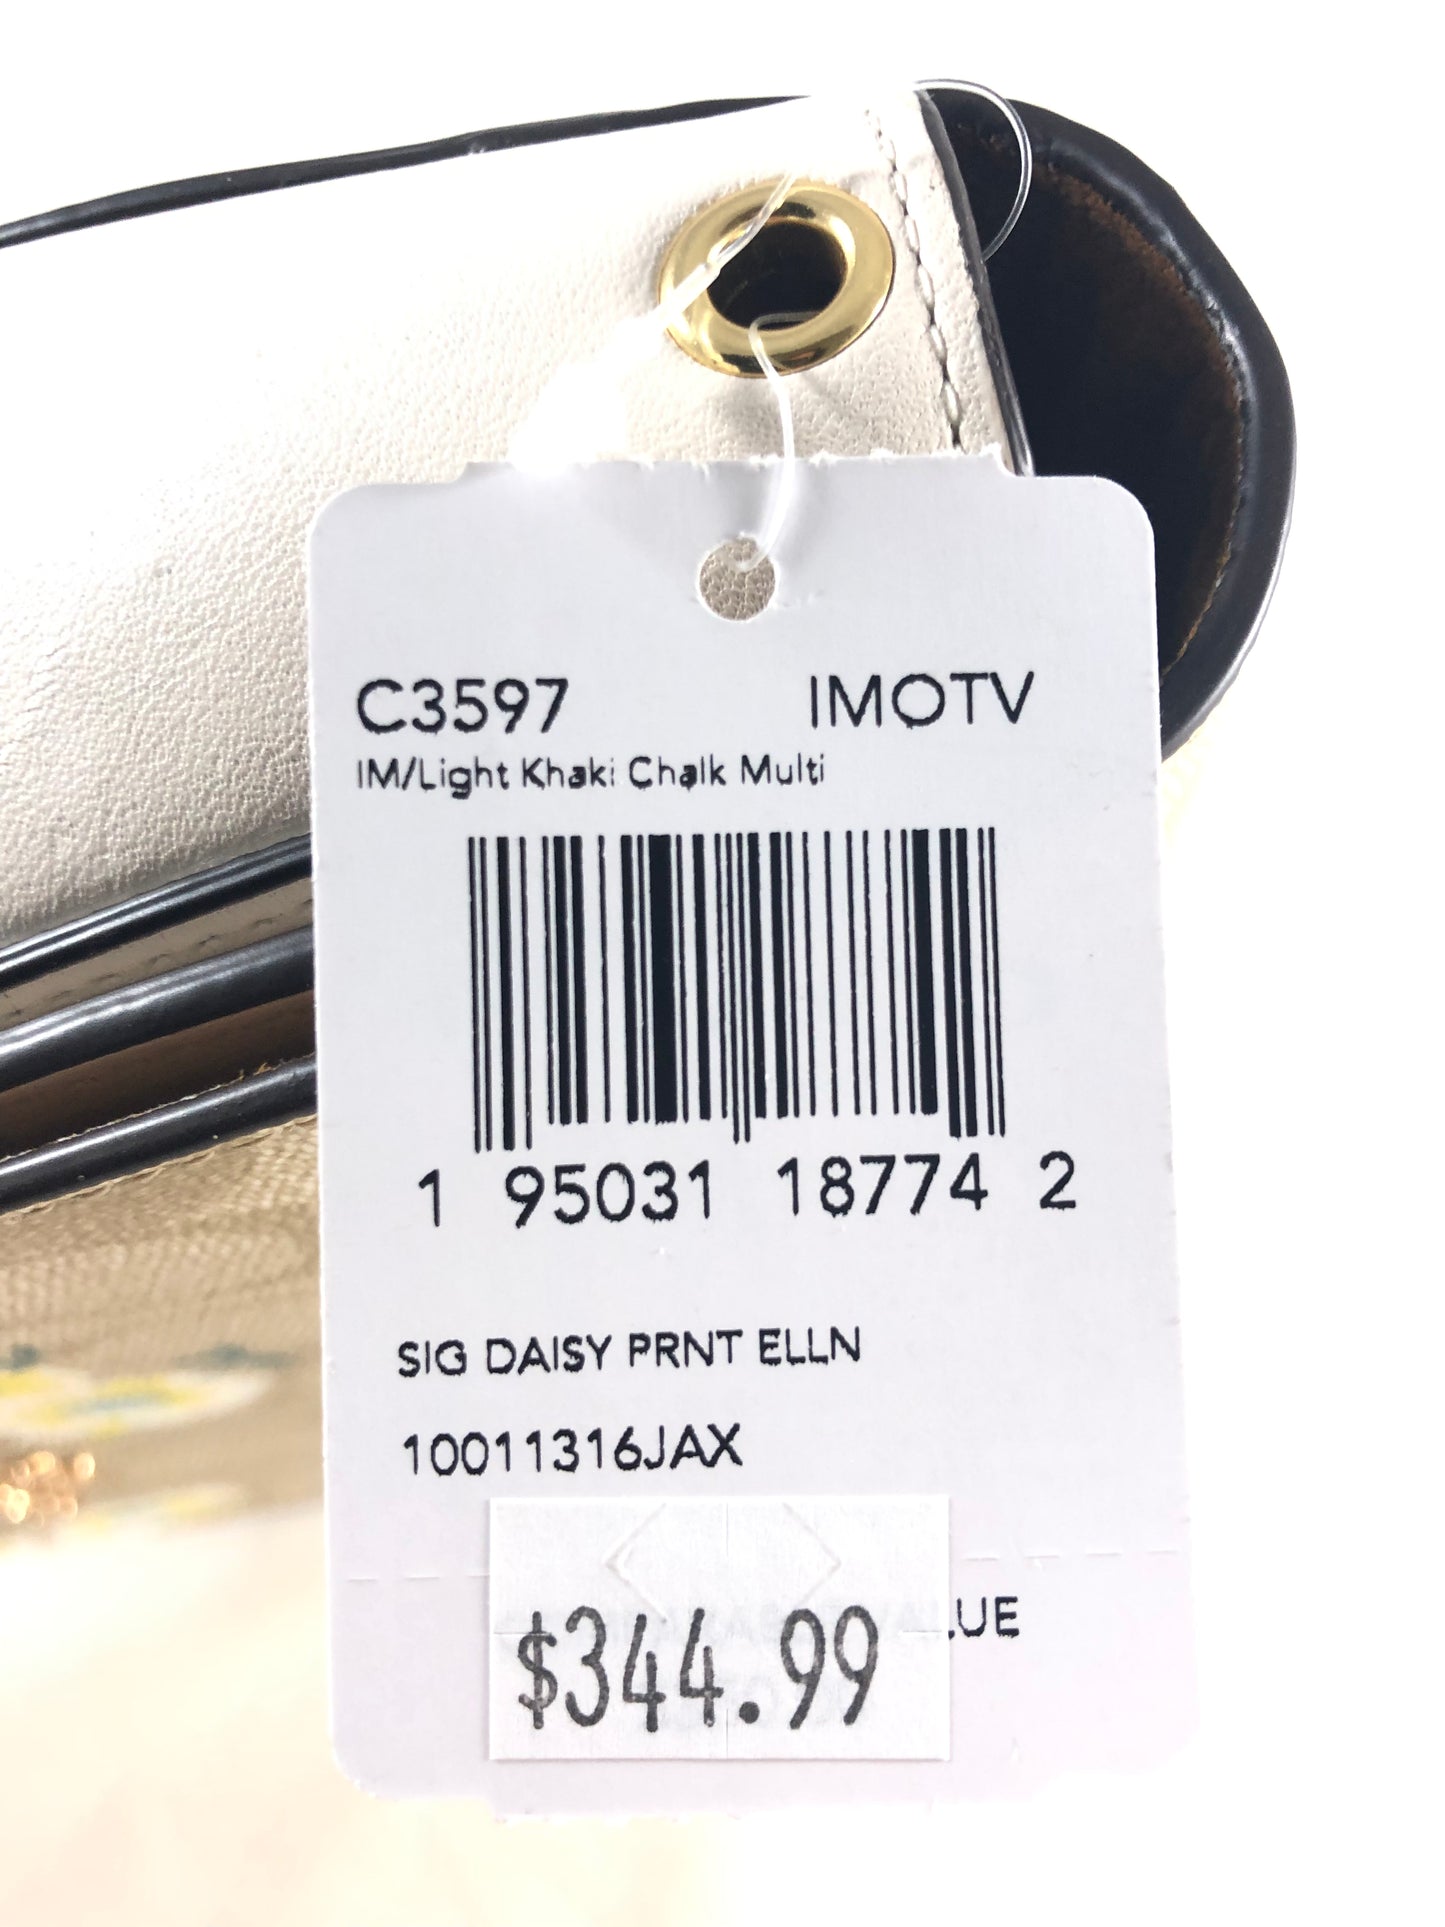 C3597 IMOTV
IM/Light Khaki Chalk Multi
1 95031 18774 2
SIG DAISY PRNT ELLN
10011316JAX
$344.99